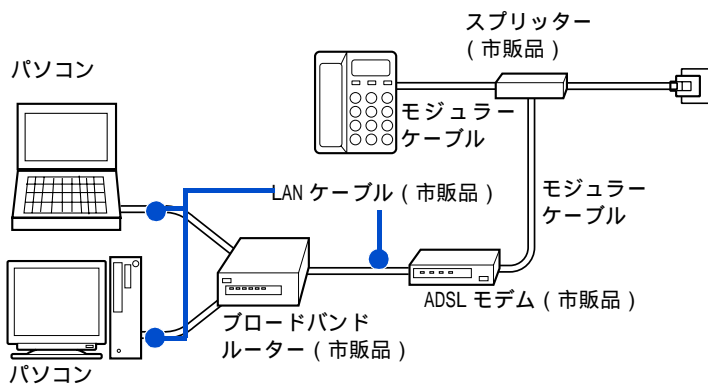 スプリッター
（市販品）
パソコン
モジュラー
ケーブル
LAN ケーブル（市販品）
モジュラー
ケーブル
ADSL モデム（市販品）
ブロードバンド
ルーター（市販品）
パソコン